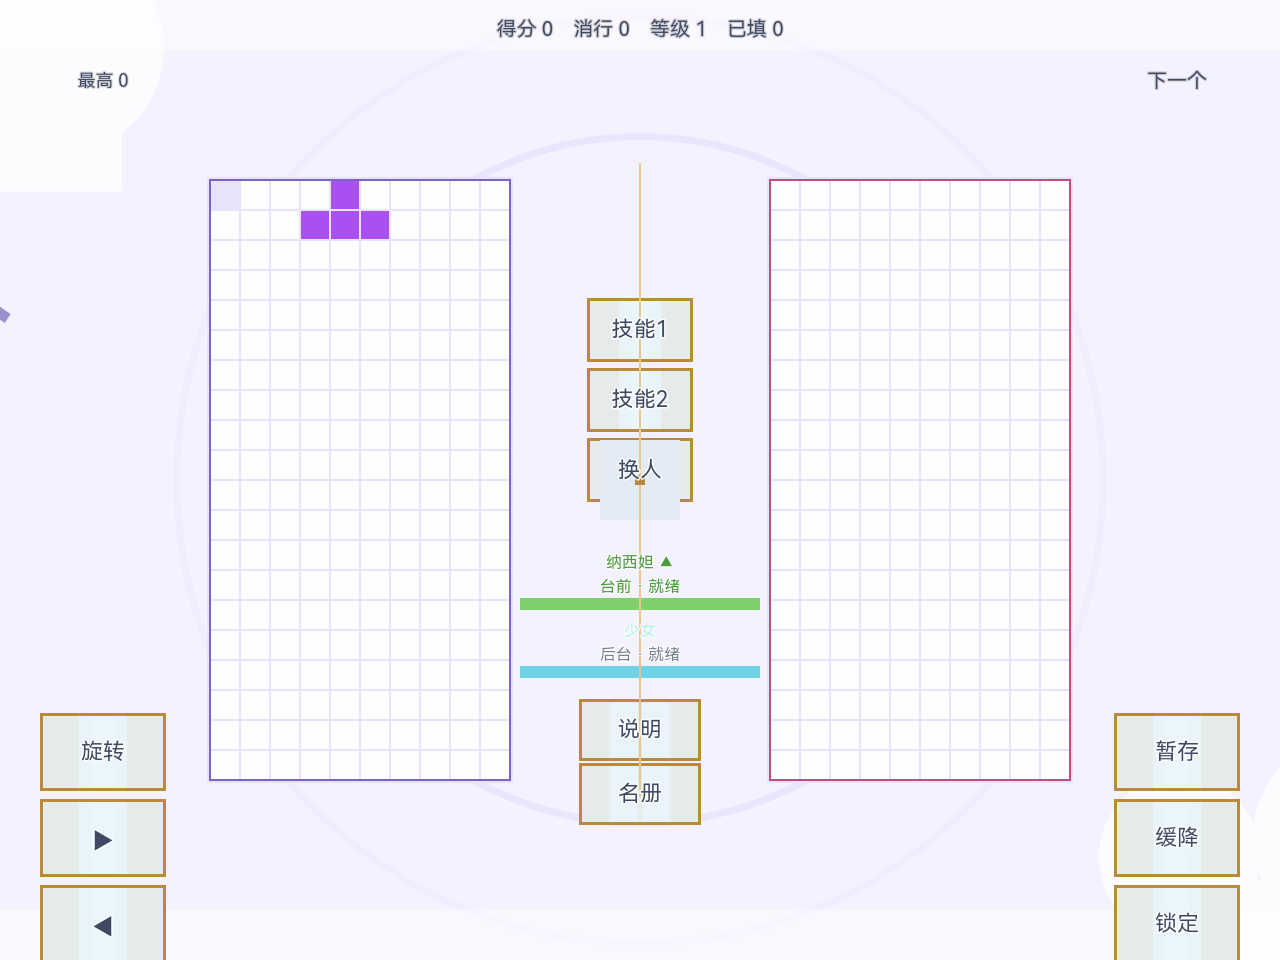 得分 0 消行 0 等级 1 已填 0
最高 0
下一个
技能1
技能2
换人
纳西妲 ▲
台前 · 就绪
少女
后台 · 就绪
说明
名册
旋转
▶
◀
暂存
缓降
锁定